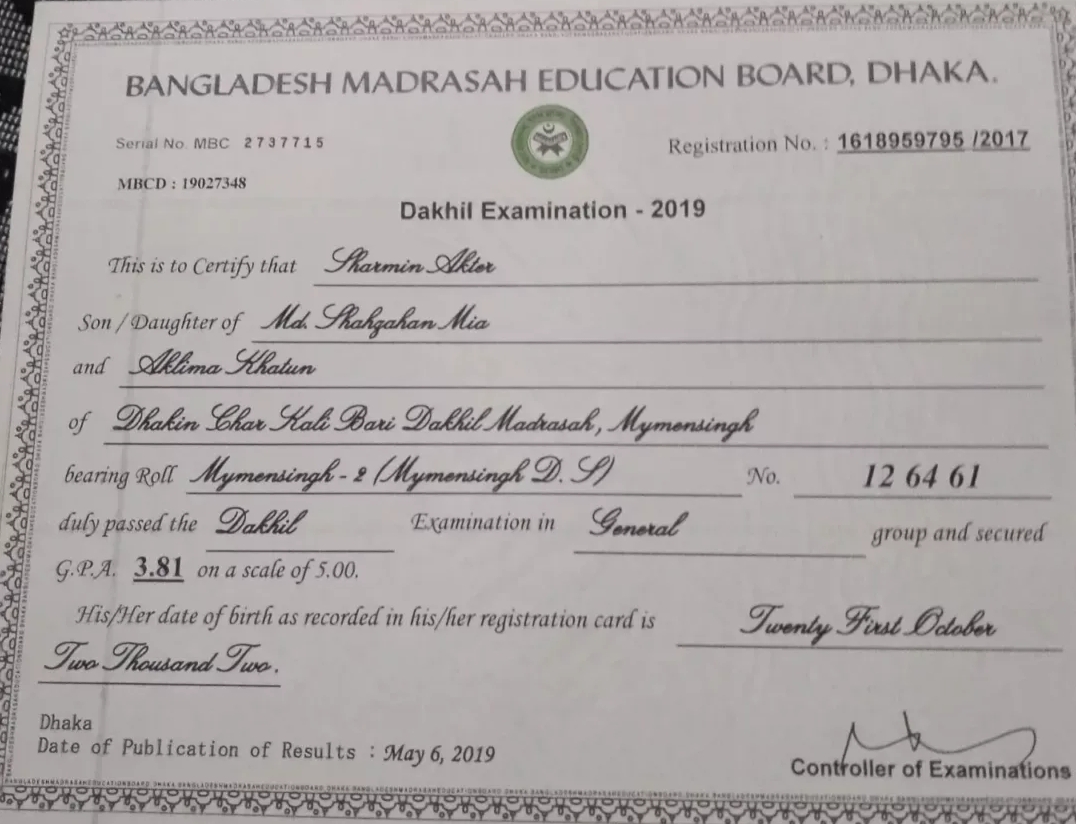 BANGLADESH MADRASAH EDUCATION BOARD, DHAKA.
Serial No. MBC 2737715
Registration No. : 1618959795 /2017
MBCD : 19027348
Dakhil Examination - 2019
This is to Certify that Sharmin Akter
Son / Daughter of Md. Shahzahan Mia
and Aklima Khatun
of Dhakin Char Kali Bari Dakhil Madrasah, Mymensingh
bearing Roll Mymensingh - 2 (Mymensingh D. S) No. 12 64 61
duly passed the Dakhil Examination in General group and secured
G.P.A. 3.81 on a scale of 5.00.
His/Her date of birth as recorded in his/her registration card is Twenty First October
Two Thousand Two.
Dhaka
Date of Publication of Results : May 6, 2019
Controller of Examinations